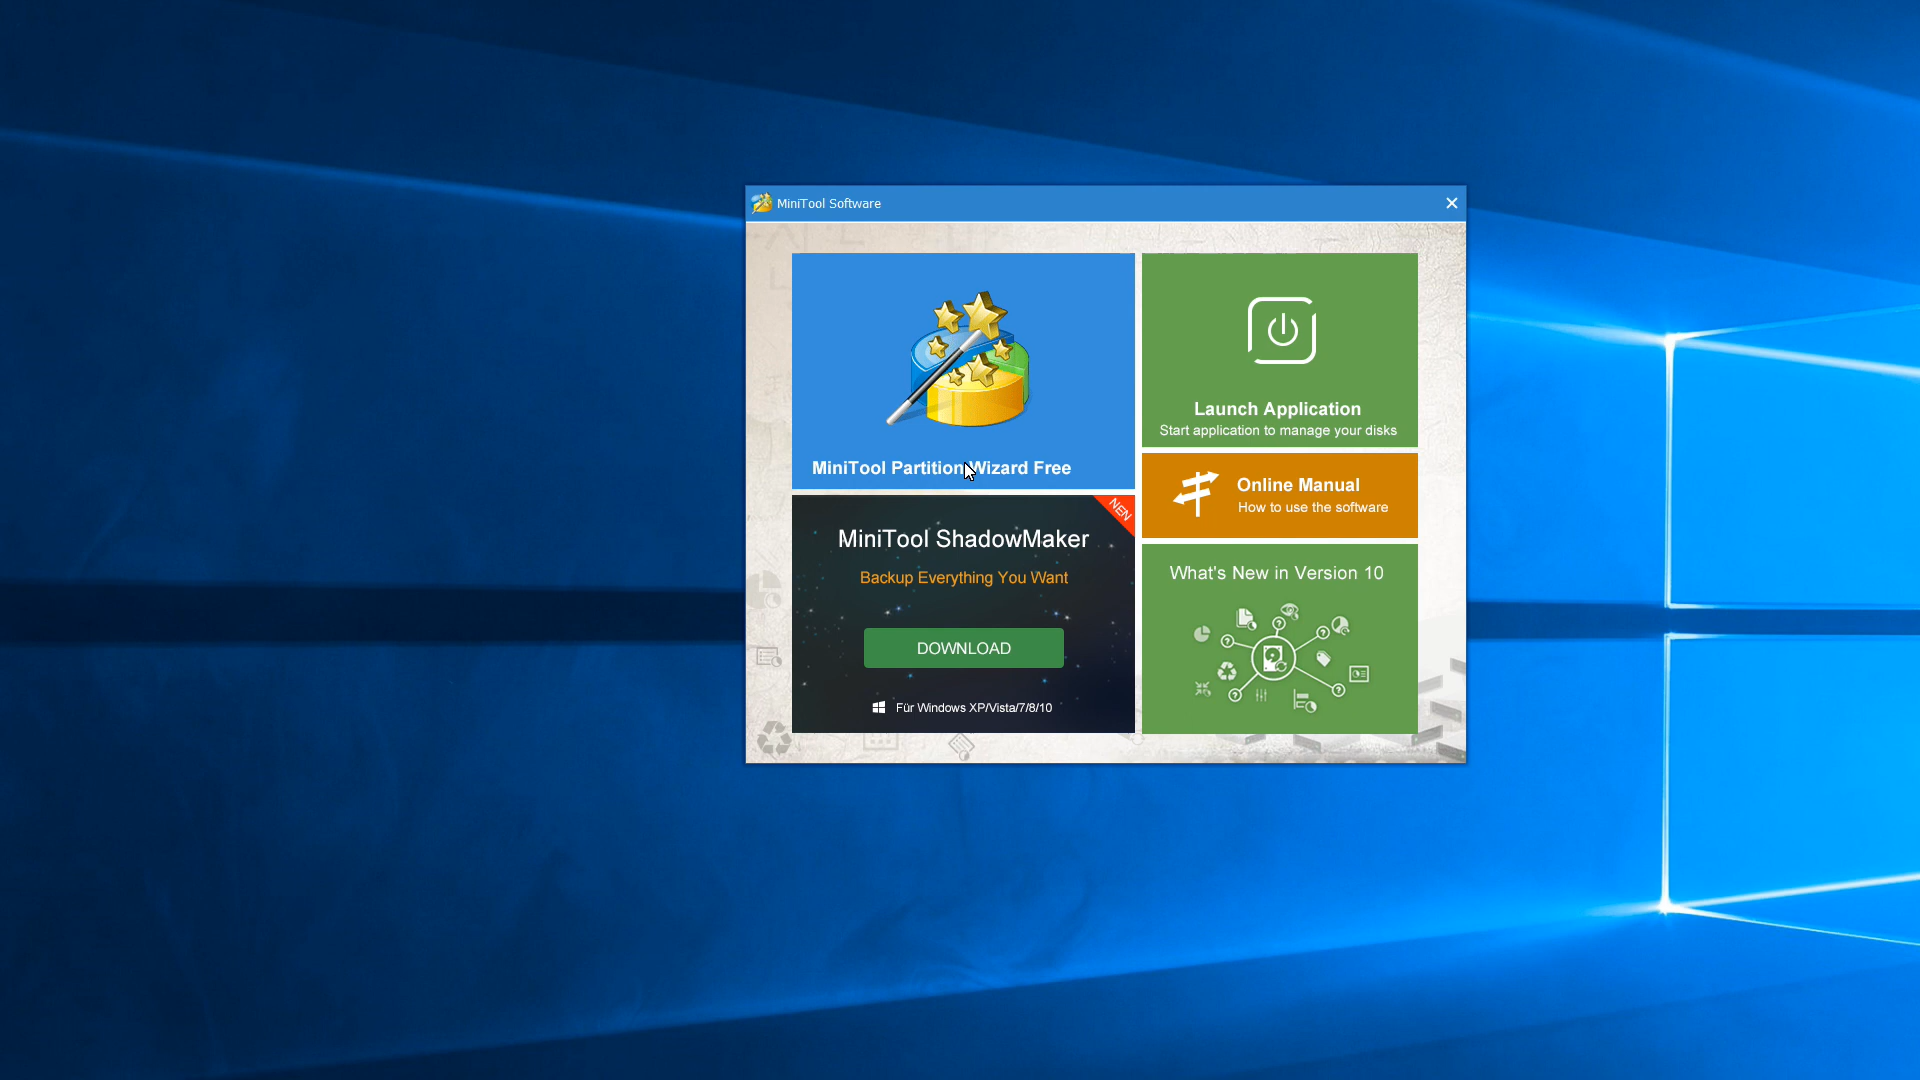 MiniTool Software
MiniTool Partition Wizard Free
Launch Application
Start application to manage your disks
Online Manual
How to use the software
NEN
MiniTool ShadowMaker
Backup Everything You Want
DOWNLOAD
Für Windows XP/Vista/7/8/10
What's New in Version 10